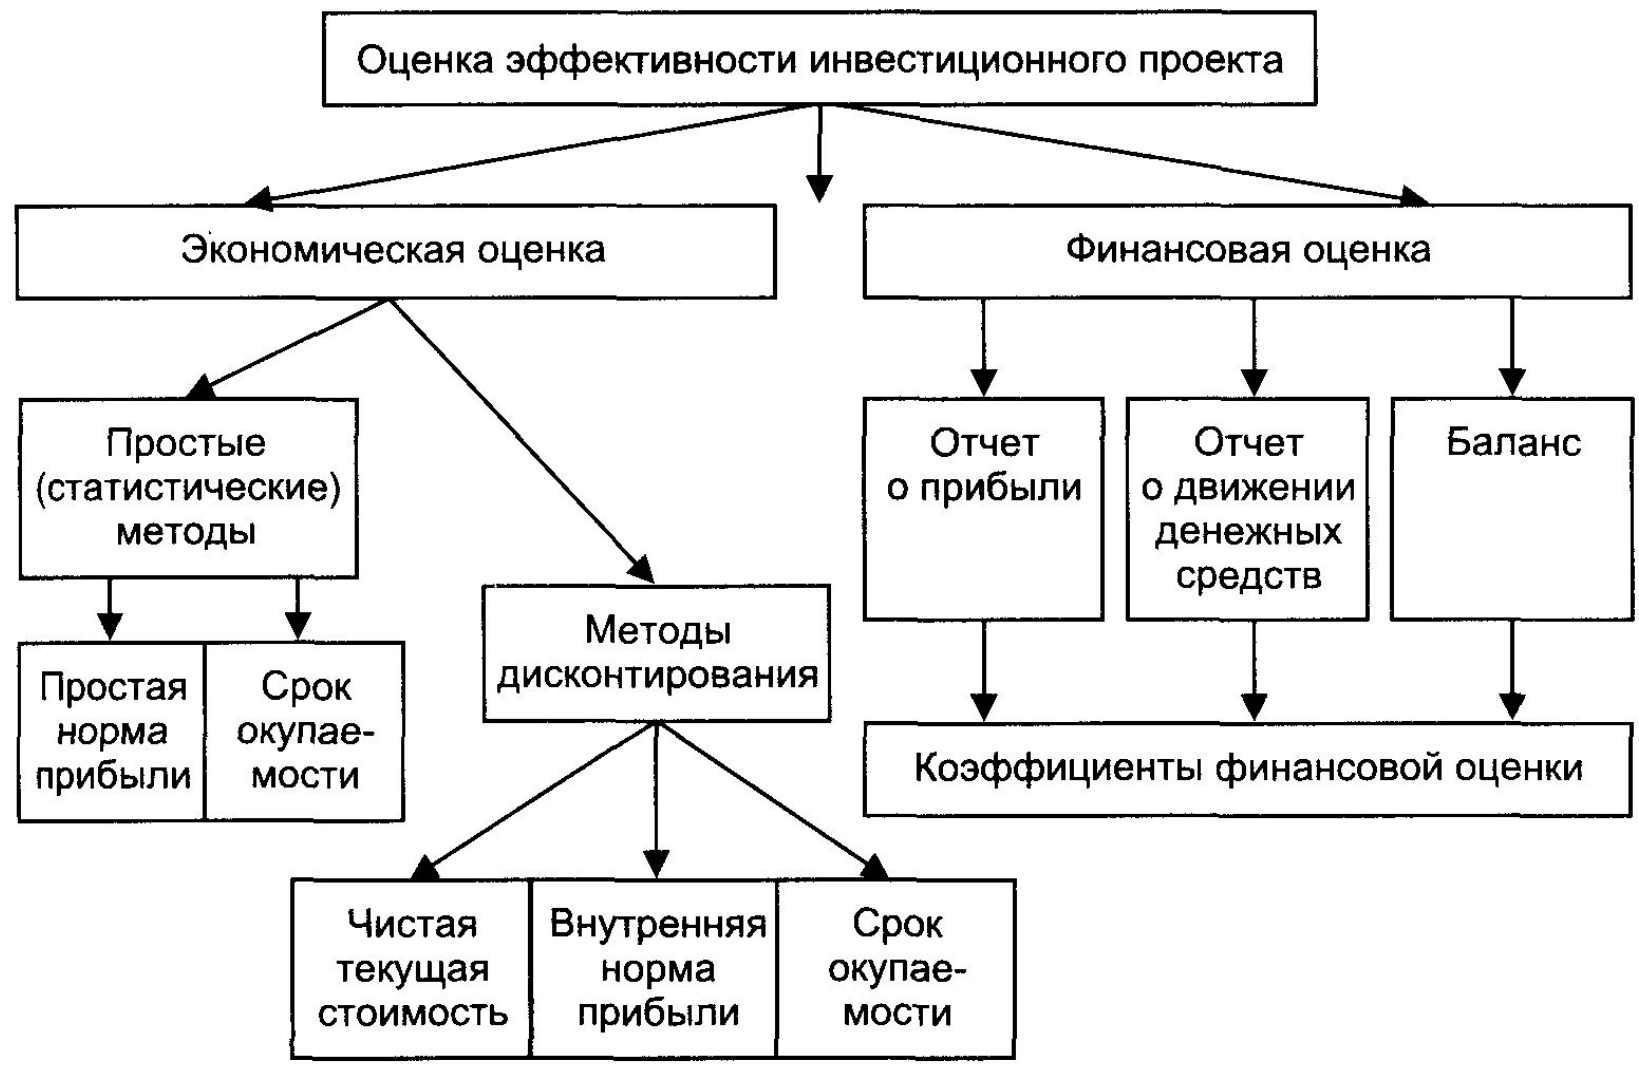 Оценка эффективности инвестиционного проекта
Экономическая оценка
Финансовая оценка
Простые
(статистические)
методы
Простая
норма
прибыли
Срок
окупае-
мости
Методы
дисконтирования
Чистая
текущая
стоимость
Внутренняя
норма
прибыли
Срок
окупае-
мости
Отчет
о прибыли
Отчет
о движении
денежных
средств
Баланс
Коэффициенты финансовой оценки